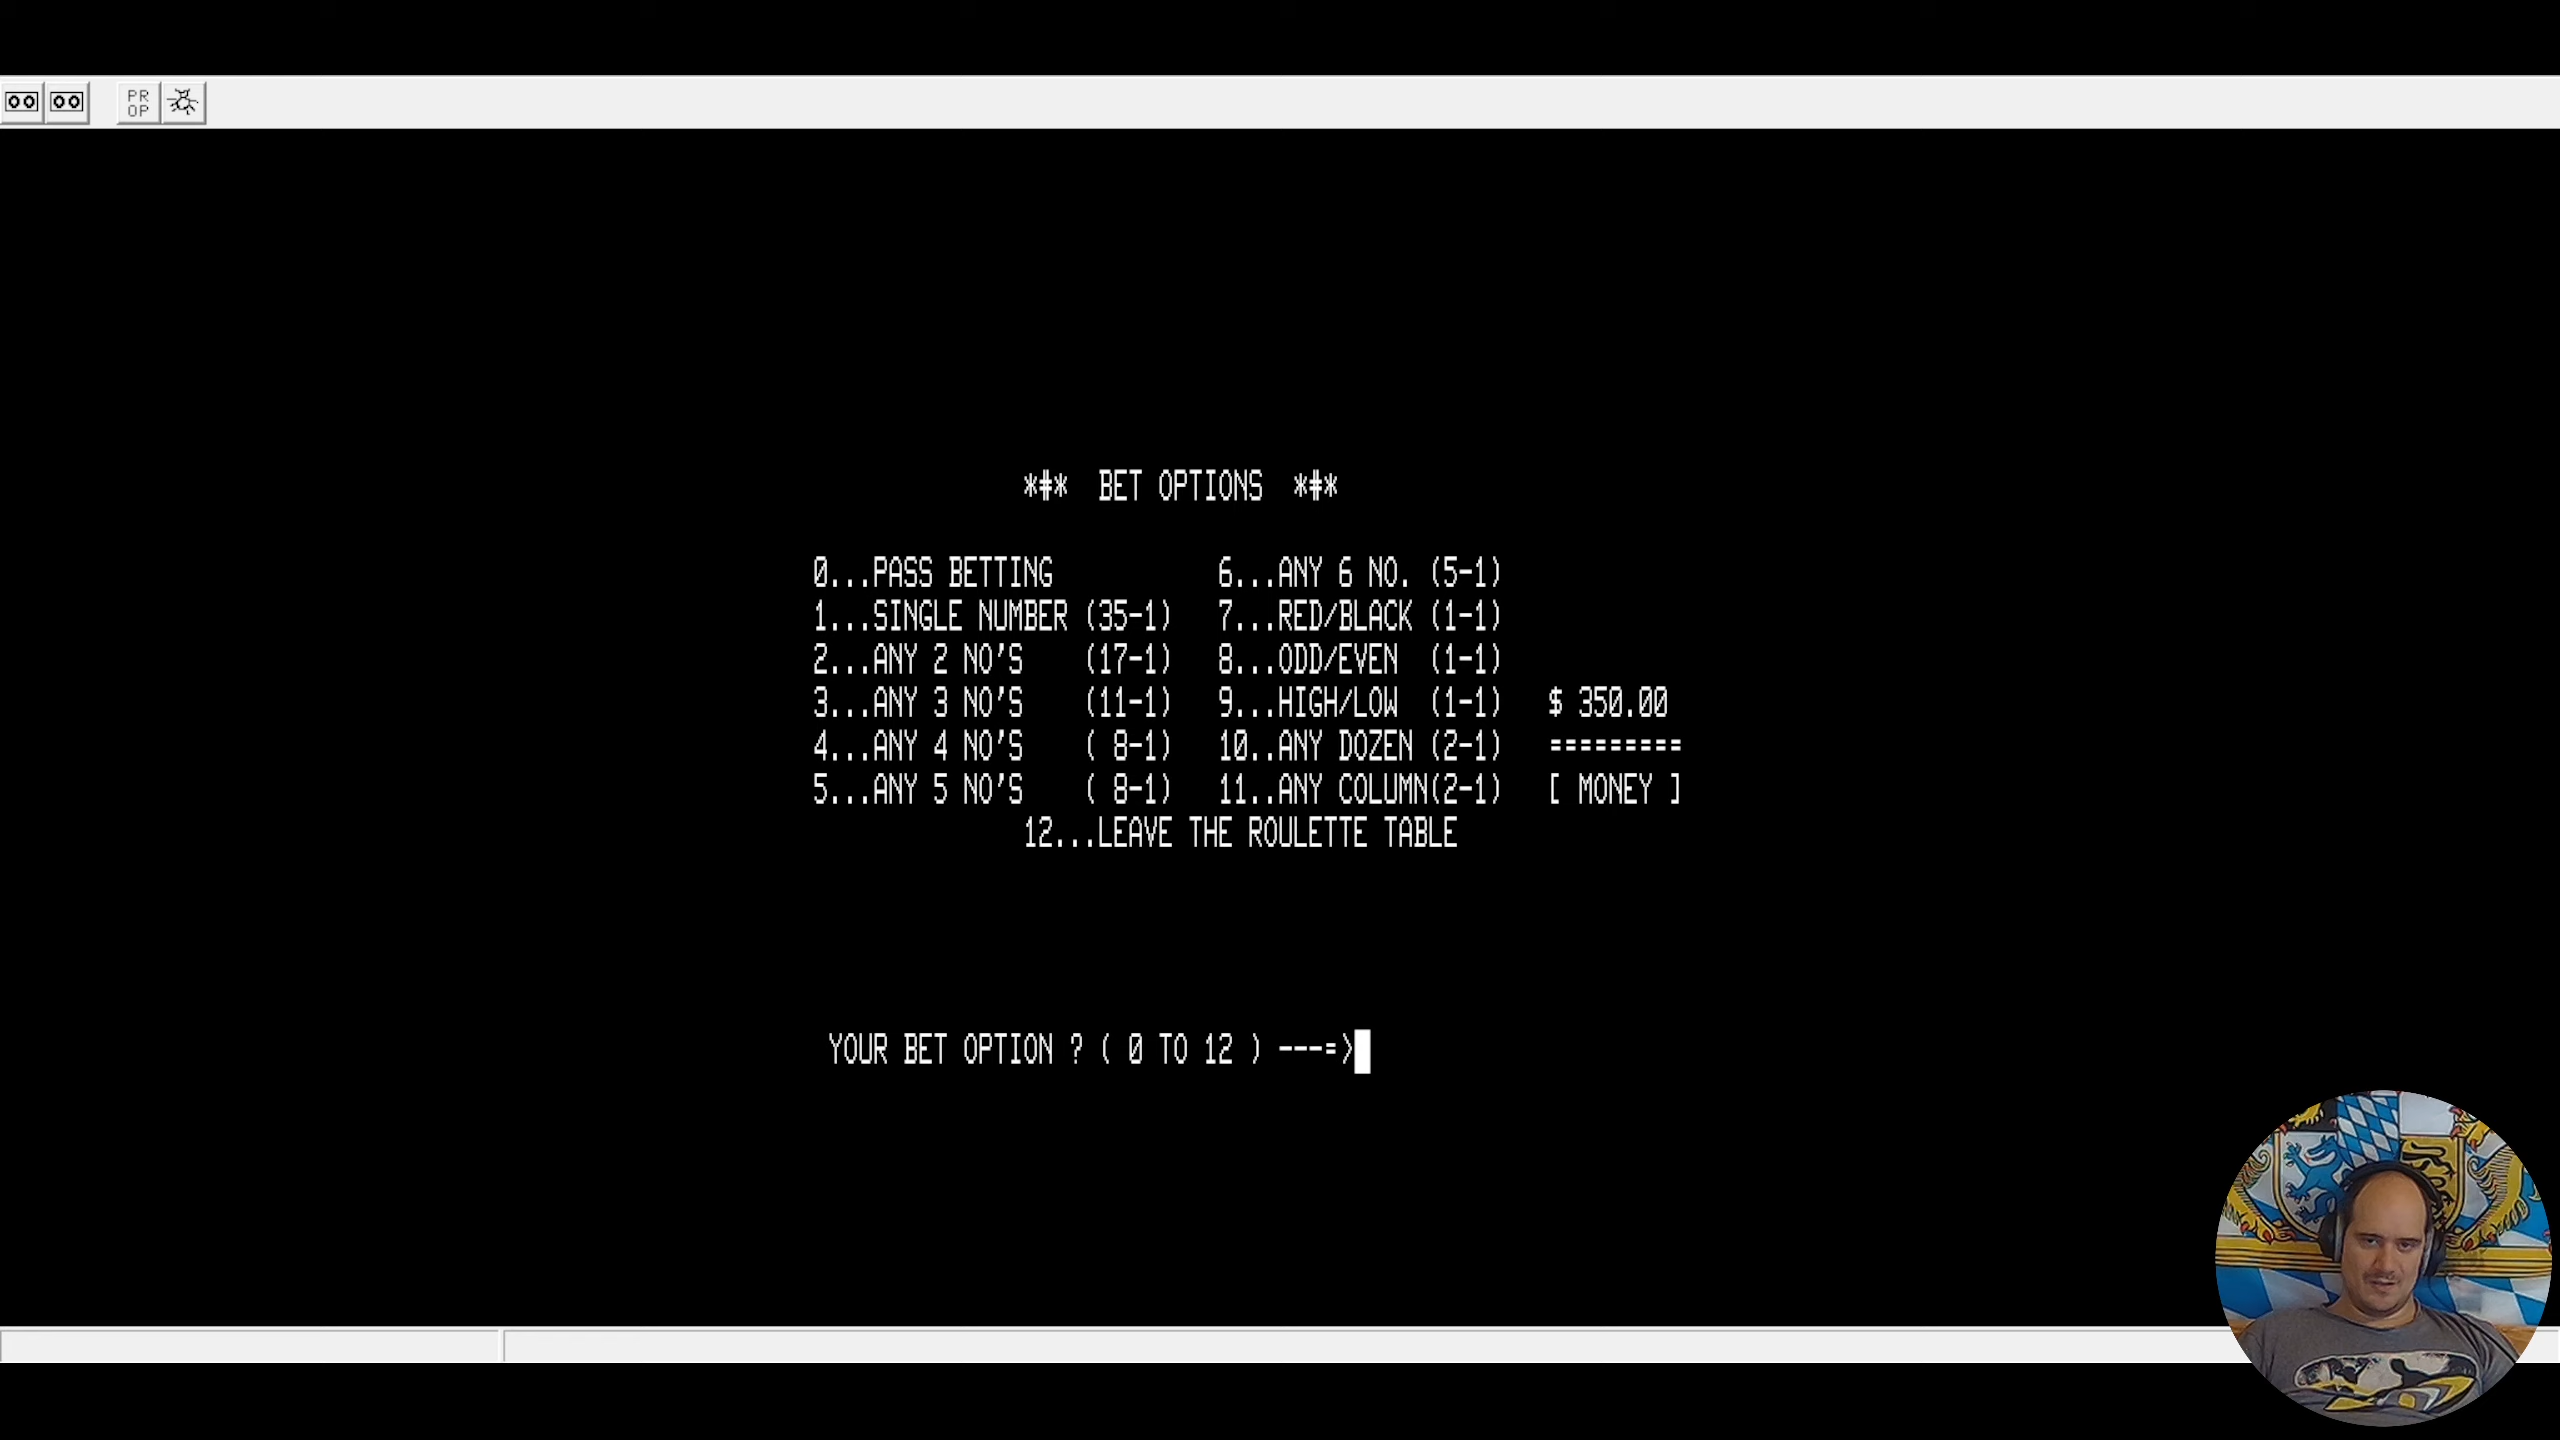 PR
OP
*#* BET OPTIONS *#*
0...PASS BETTING 6...ANY 6 NO. (5-1)
1...SINGLE NUMBER (35-1) 7...RED/BLACK (1-1)
2...ANY 2 NO'S (17-1) 8...ODD/EVEN (1-1)
3...ANY 3 NO'S (11-1) 9...HIGH/LOW (1-1) $ 350.00
4...ANY 4 NO'S ( 8-1) 10..ANY DOZEN (2-1) =========
5...ANY 5 NO'S ( 8-1) 11..ANY COLUMN(2-1) [ MONEY ]
12...LEAVE THE ROULETTE TABLE
YOUR BET OPTION ? ( 0 TO 12 ) ---=>